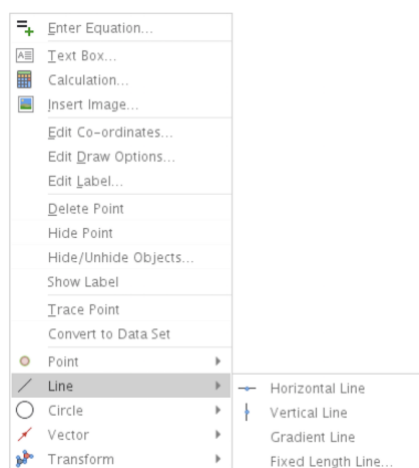 Enter Equation...
Text Box...
Calculation...
Insert Image...
Edit Co-ordinates...
Edit Draw Options...
Edit Label...
Delete Point
Hide Point
Hide/Unhide Objects...
Show Label
Trace Point
Convert to Data Set
Point
Line
Circle
Vector
Transform
Horizontal Line
Vertical Line
Gradient Line
Fixed Length Line...